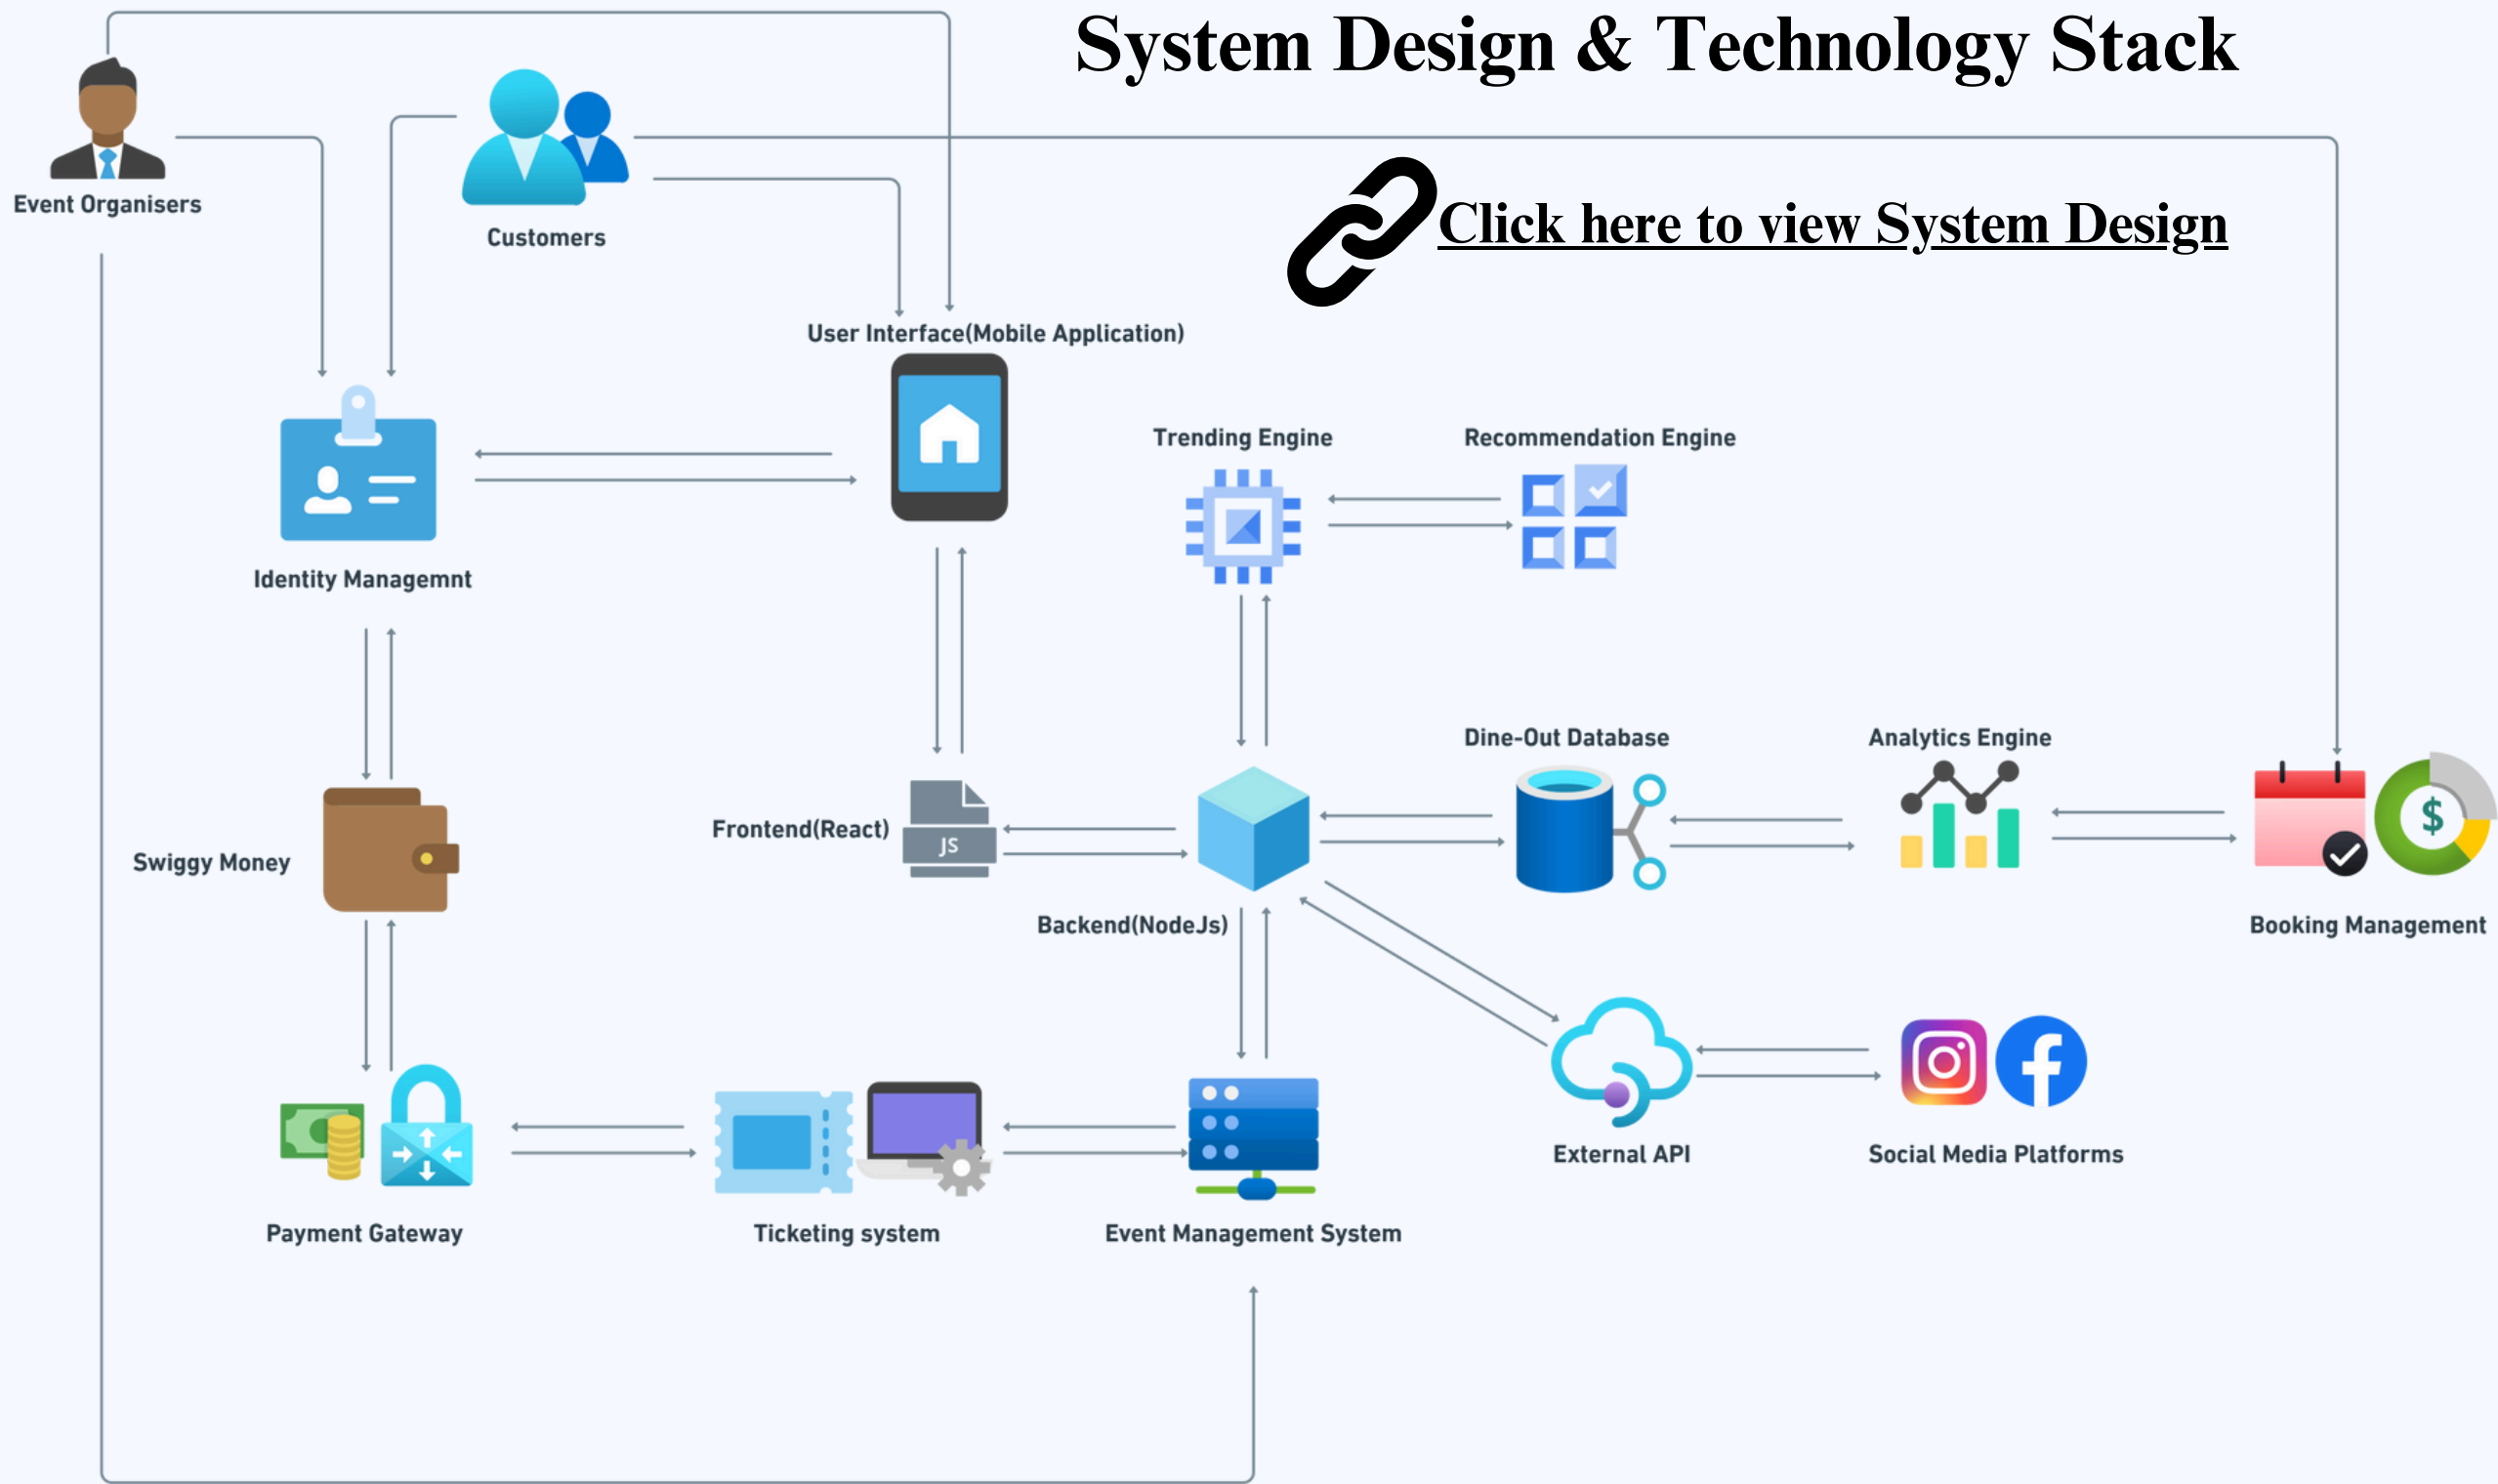 System Design & Technology Stack
Event Organisers
Customers
Click here to view System Design
User Interface(Mobile Application)
Trending Engine
Recommendation Engine
Identity Managemnt
Dine-Out Database
Analytics Engine
Frontend(React)
JS
$
Swiggy Money
Backend(NodeJs)
Booking Management
External API
Social Media Platforms
Payment Gateway
Ticketing system
Event Management System